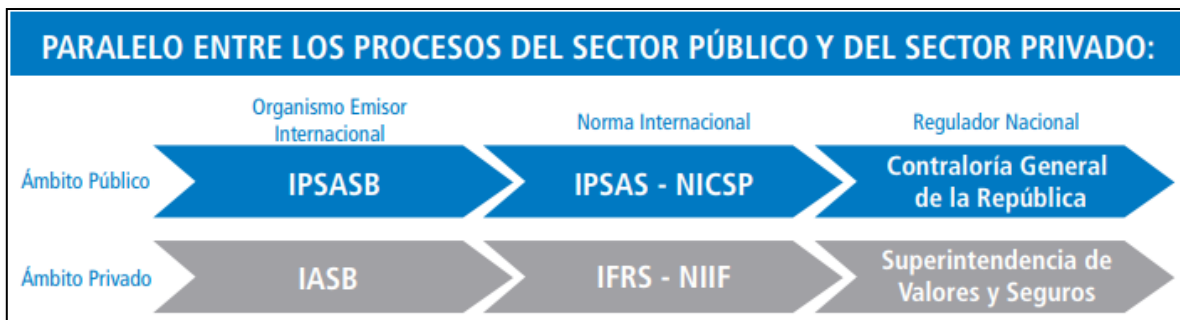 PARALELO ENTRE LOS PROCESOS DEL SECTOR PÚBLICO Y DEL SECTOR PRIVADO:
Organismo Emisor
Internacional
Norma Internacional
Regulador Nacional
Ámbito Público
IPSASB
IPSAS - NICSP
Contraloría General
de la República
Ámbito Privado
IASB
IFRS - NIIF
Superintendencia de
Valores y Seguros